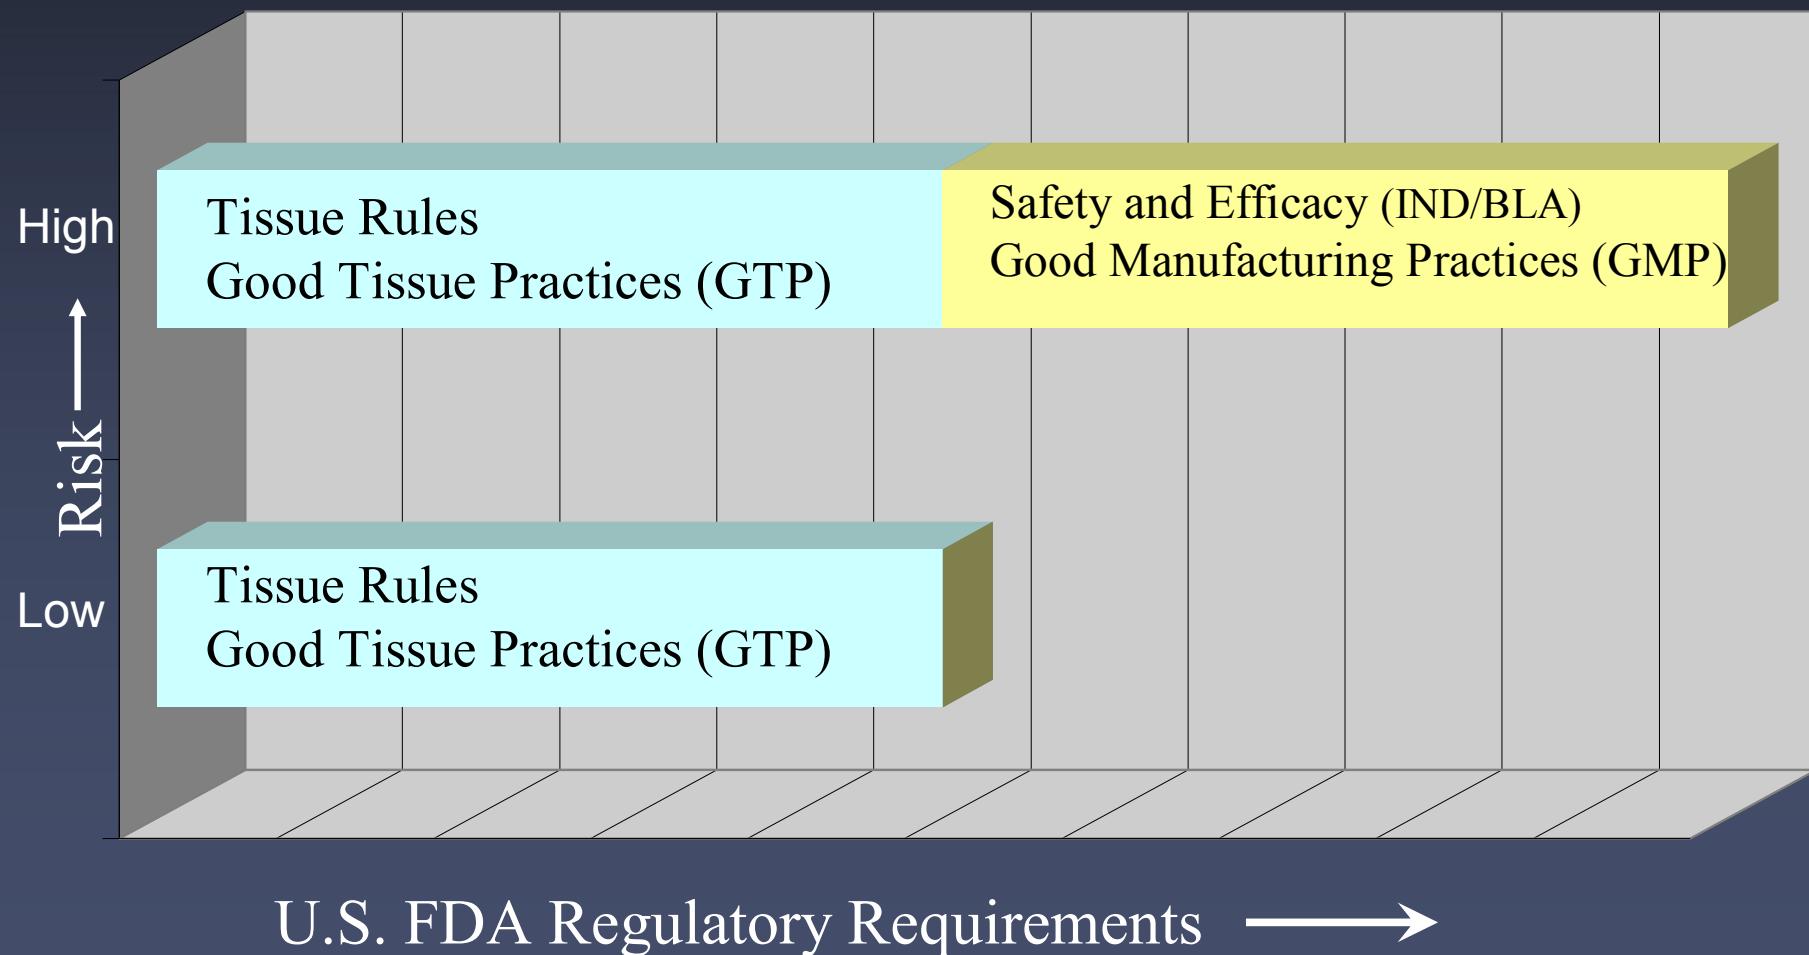 High
Tissue Rules
Good Tissue Practices (GTP)
Safety and Efficacy (IND/BLA)
Good Manufacturing Practices (GMP)
Risk
Low
Tissue Rules
Good Tissue Practices (GTP)
U.S. FDA Regulatory Requirements